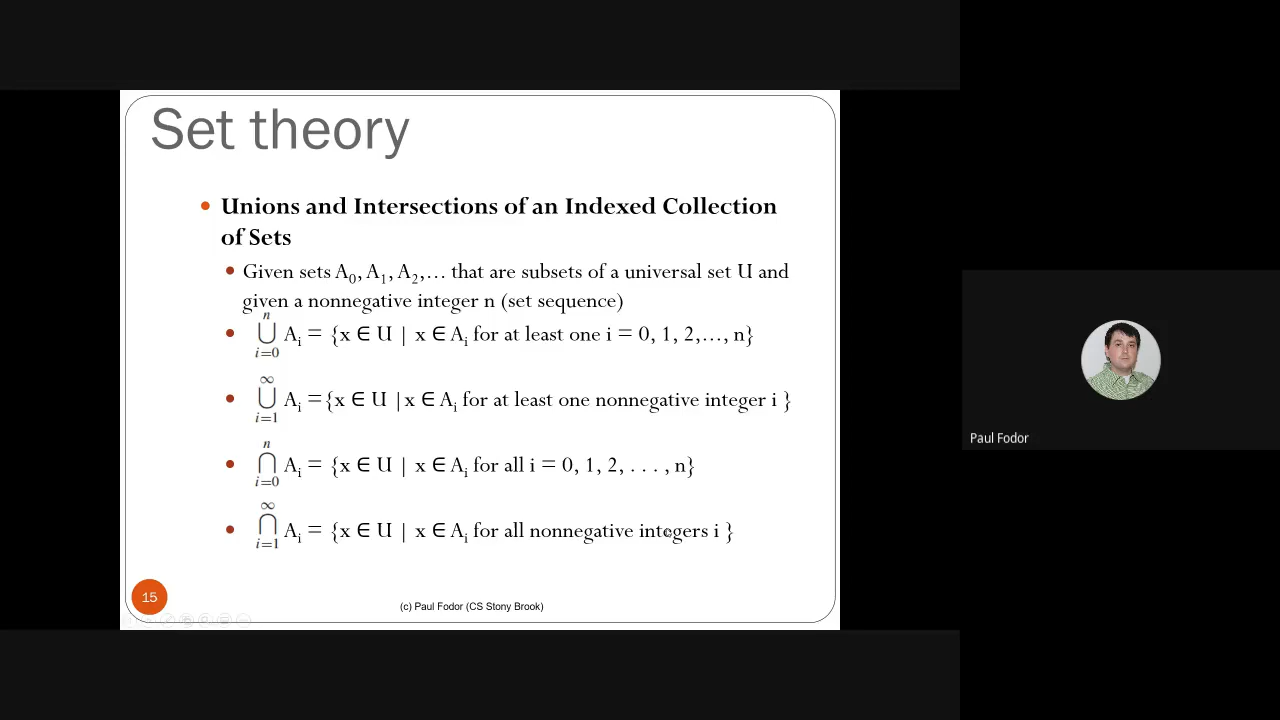 Set theory
• Unions and Intersections of an Indexed Collection
of Sets
• Given sets A₀, A₁, A₂,… that are subsets of a universal set U and
given a nonnegative integer n (set sequence)
• ⋃ⁿᵢ₌₀ Aᵢ = {x ∈ U | x ∈ Aᵢ for at least one i = 0, 1, 2,…, n}
• ⋃^∞ᵢ₌₁ Aᵢ ={x ∈ U |x ∈ Aᵢ for at least one nonnegative integer i }
• ⋂ⁿᵢ₌₀ Aᵢ = {x ∈ U | x ∈ Aᵢ for all i = 0, 1, 2, . . . , n}
• ⋂^∞ᵢ₌₁ Aᵢ = {x ∈ U | x ∈ Aᵢ for all nonnegative integers i }
15
(c) Paul Fodor (CS Stony Brook)
Paul Fodor